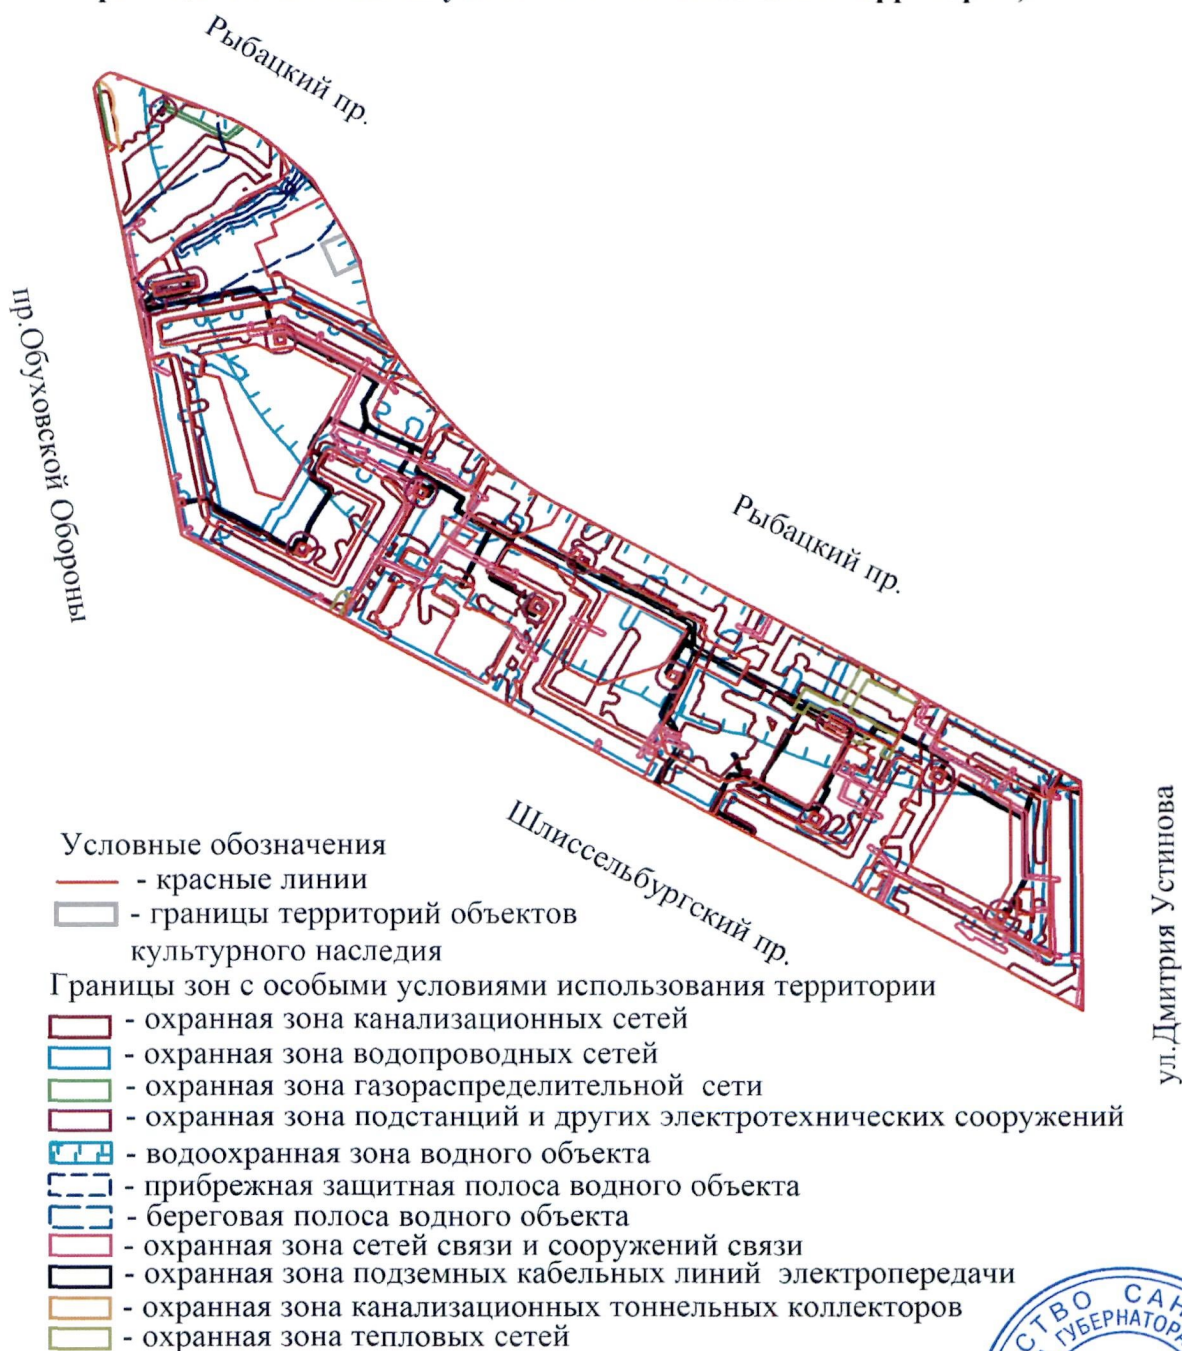 Рыбацкий пр.
пр.Обуховской Обороны
Рыбацкий пр.
Шлиссельбургский пр.
ул.Дмитрия Устинова
Условные обозначения
- красные линии
- границы территорий объектов
культурного наследия
Границы зон с особыми условиями использования территории
- охранная зона канализационных сетей
- охранная зона водопроводных сетей
- охранная зона газораспределительной сети
- охранная зона подстанций и других электротехнических сооружений
- водоохранная зона водного объекта
- прибрежная защитная полоса водного объекта
- береговая полоса водного объекта
- охранная зона сетей связи и сооружений связи
- охранная зона подземных кабельных линий электропередачи
- охранная зона канализационных тоннельных коллекторов
- охранная зона тепловых сетей
ГУБЕРНАТОРА